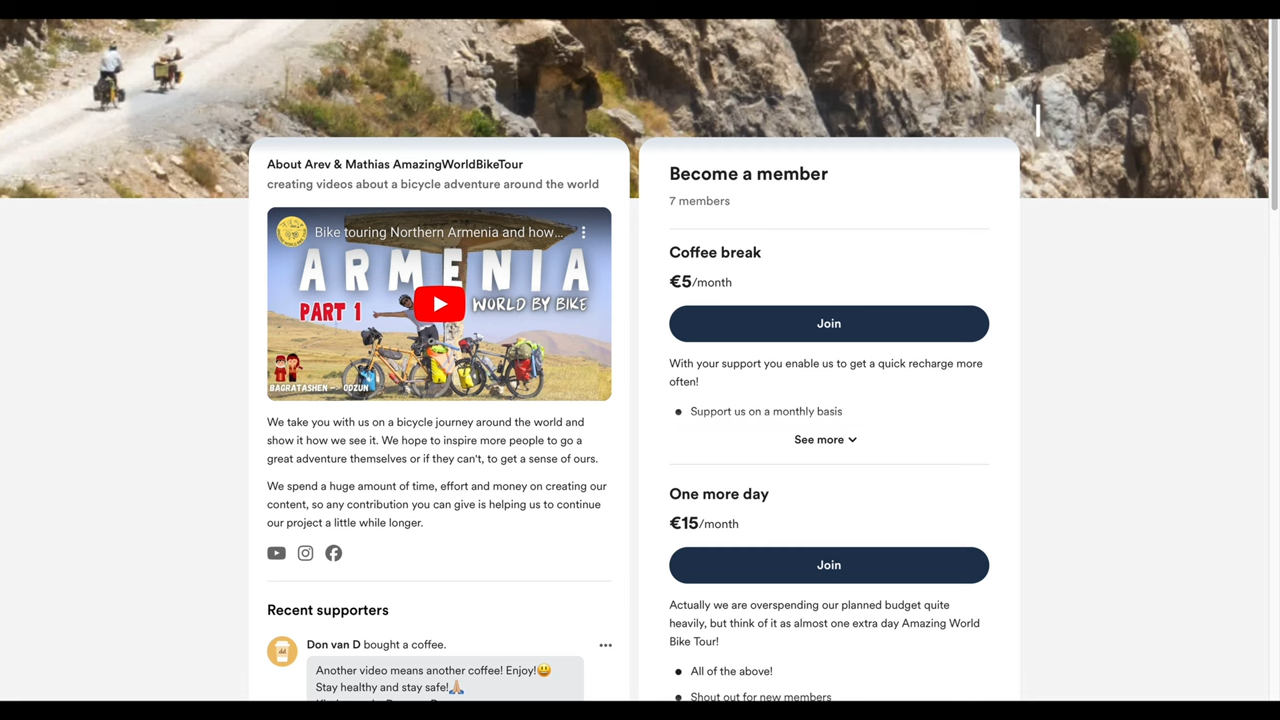 About Arev & Mathias AmazingWorldBikeTour
creating videos about a bicycle adventure around the world
Bike touring Northern Armenia and how...
ARMENIA
PART 1
WORLD BY BIKE
BAGRATASHEN -> ODZUN
We take you with us on a bicycle journey around the world and
show it how we see it. We hope to inspire more people to go a
great adventure themselves or if they can't, to get a sense of ours.
We spend a huge amount of time, effort and money on creating our
content, so any contribution you can give is helping us to continue
our project a little while longer.
Recent supporters
Don van D bought a coffee.
Another video means another coffee! Enjoy!😃
Stay healthy and stay safe!🙏🏼
Become a member
7 members
Coffee break
€5/month
Join
With your support you enable us to get a quick recharge more
often!
● Support us on a monthly basis
See more
One more day
€15/month
Join
Actually we are overspending our planned budget quite
heavily, but think of it as almost one extra day Amazing World
Bike Tour!
● All of the above!
● Shout out for new members